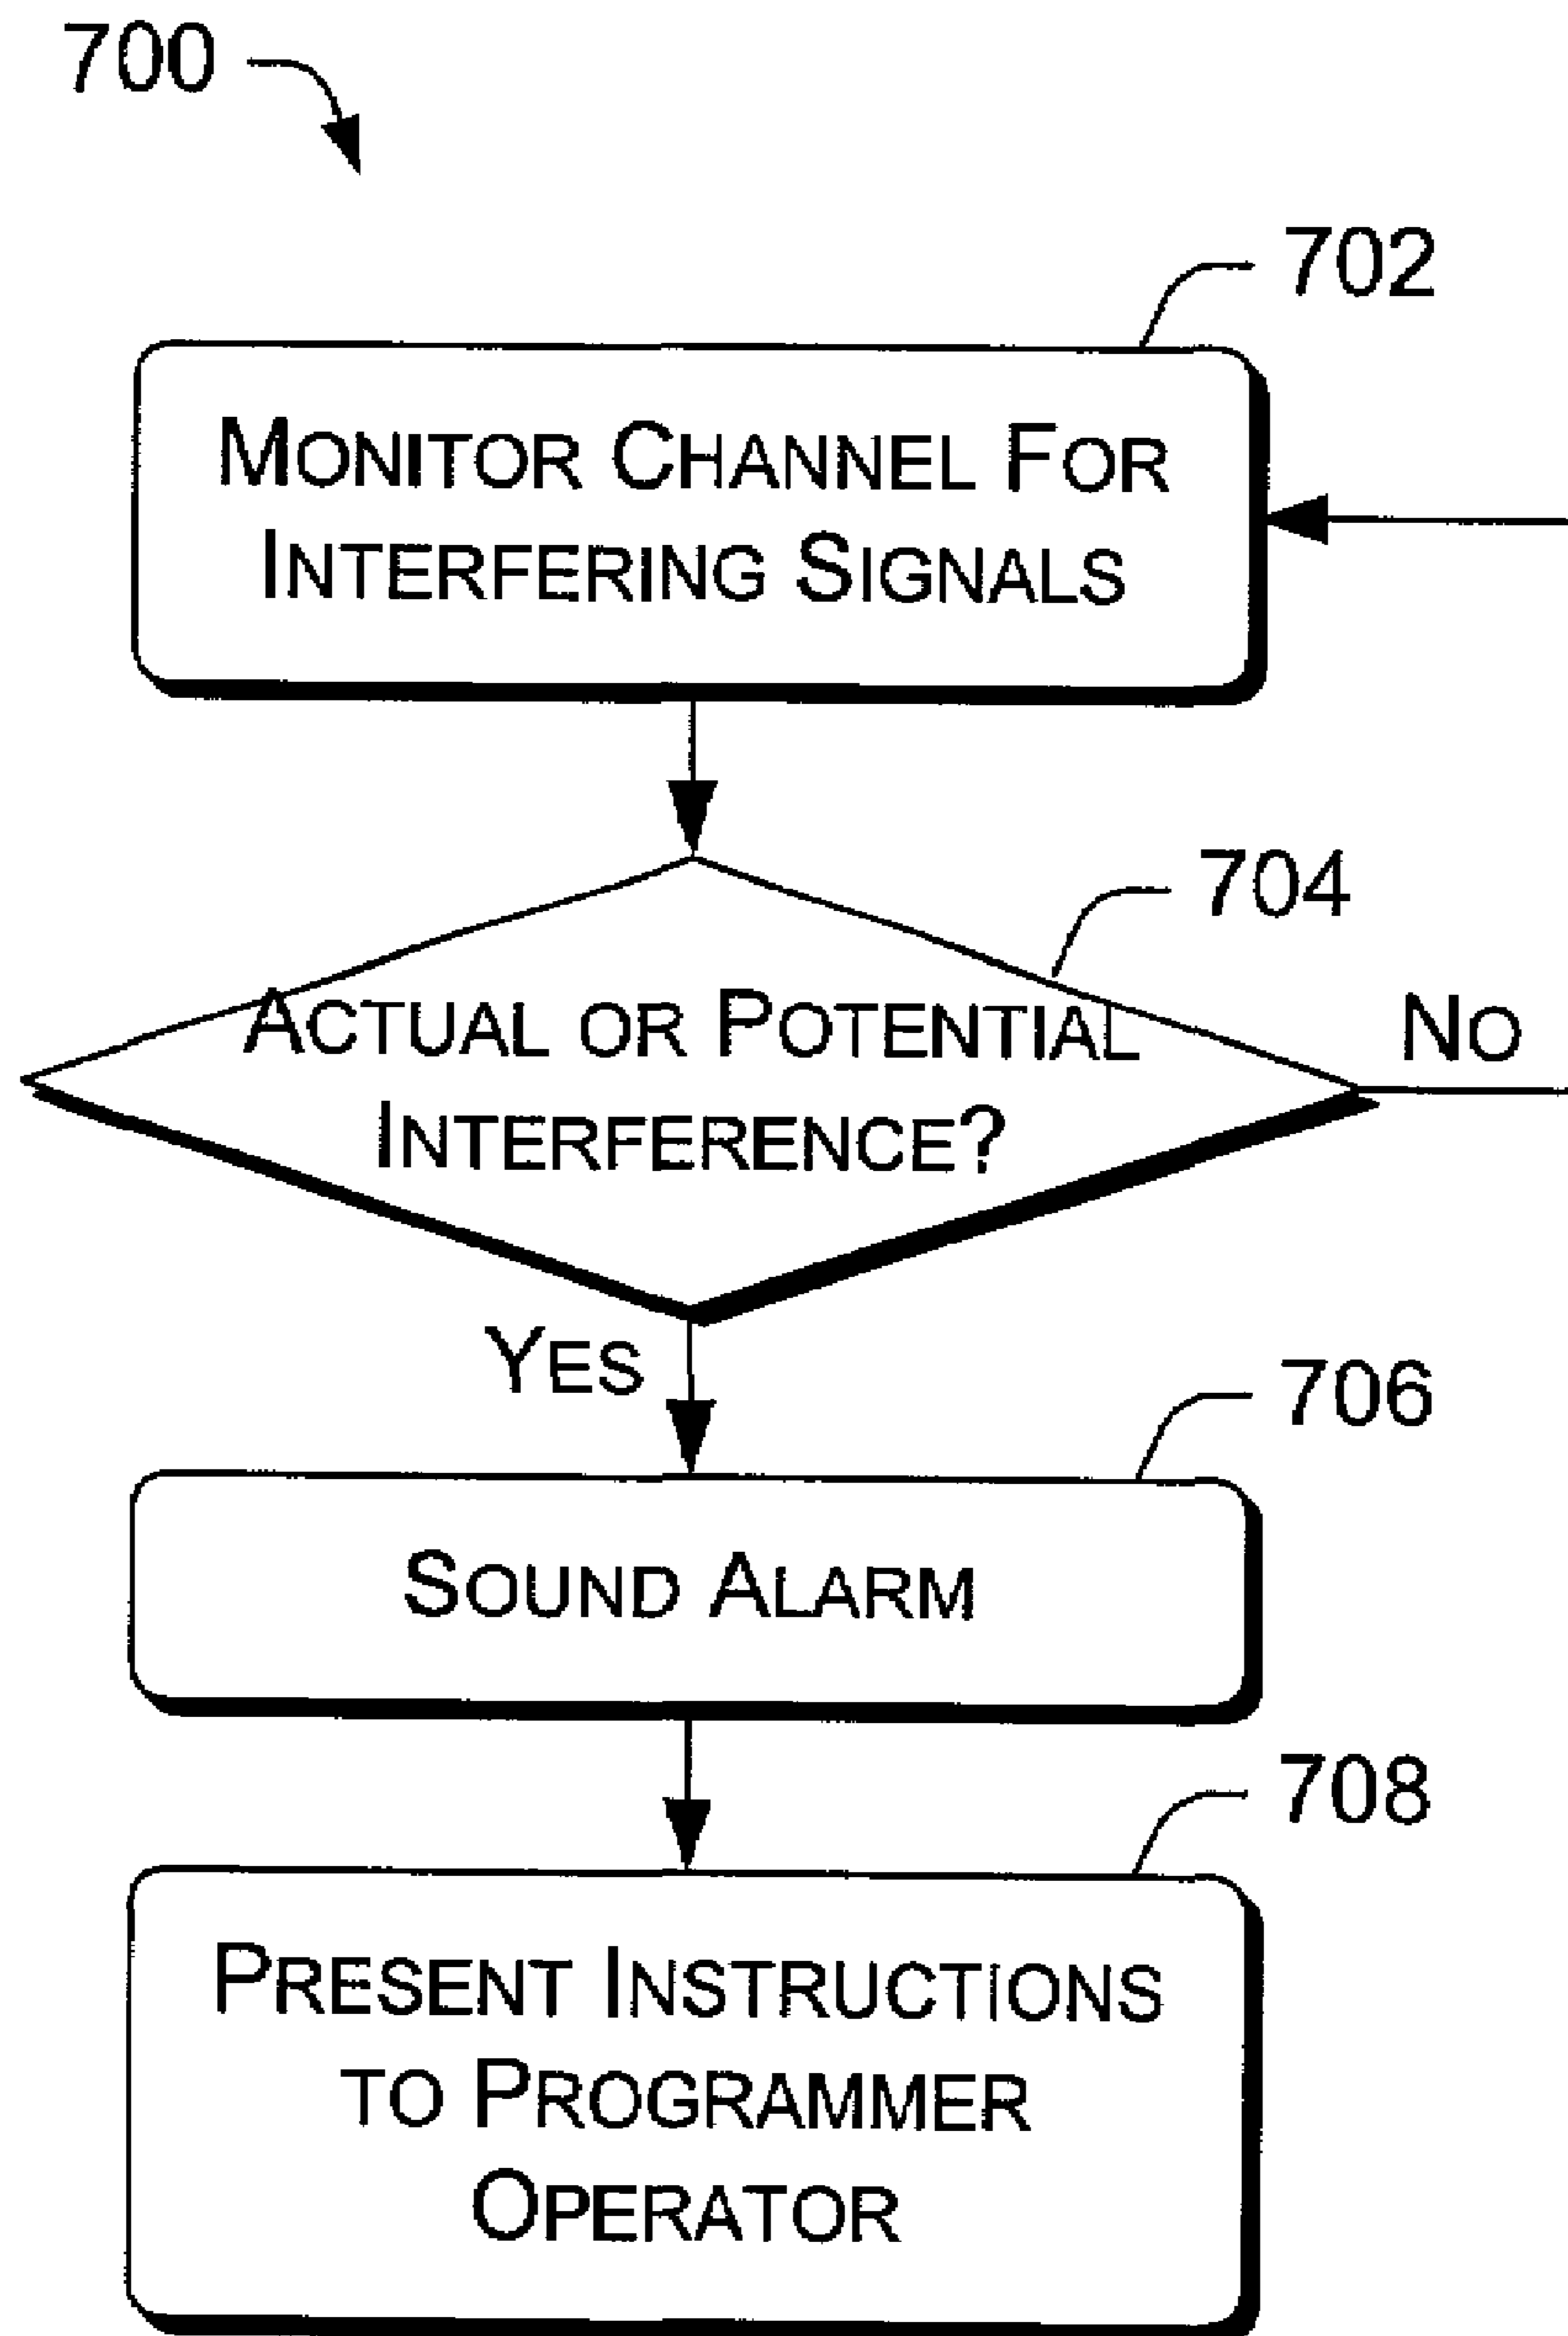 700
702
MONITOR CHANNEL FOR
INTERFERING SIGNALS
704
ACTUAL OR POTENTIAL
INTERFERENCE?
NO
YES
706
SOUND ALARM
708
PRESENT INSTRUCTIONS
TO PROGRAMMER
OPERATOR